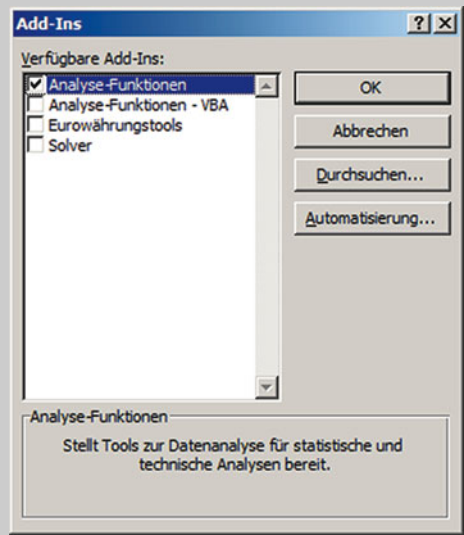 Add-Ins
Verfügbare Add-Ins:
Analyse-Funktionen
Analyse-Funktionen - VBA
Eurowährungstools
Solver
OK
Abbrechen
Durchsuchen...
Automatisierung...
Analyse-Funktionen
Stellt Tools zur Datenanalyse für statistische und
technische Analysen bereit.